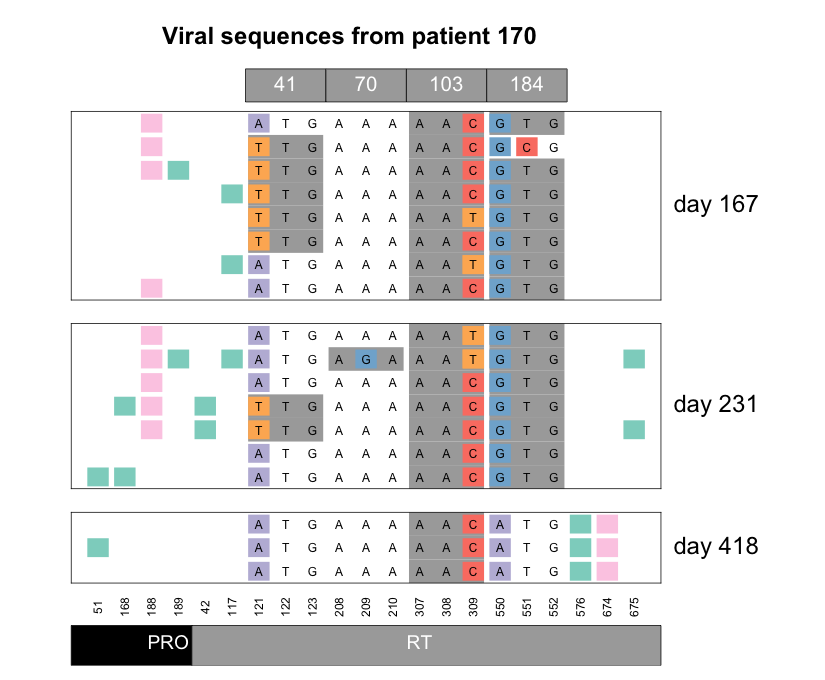 Viral sequences from patient 170
41 70 103 184
A T G A A A A A C G T G
T T G A A A A A C G C G
T T G A A A A A C G T G
T T G A A A A A C G T G
T T G A A A A A T G T G
T T G A A A A A C G T G
A T G A A A A A T G T G
A T G A A A A A C G T G
day 167
A T G A A A A A T G T G
A T G A G A A A T G T G
A T G A A A A A C G T G
T T G A A A A A C G T G
T T G A A A A A C G T G
A T G A A A A A C G T G
A T G A A A A A C G T G
day 231
A T G A A A A A C A T G
A T G A A A A A C A T G
A T G A A A A A C A T G
day 418
51 168 188 189 42 117 121 122 123 208 209 210 307 308 309 550 551 552 576 674 675
PRO RT